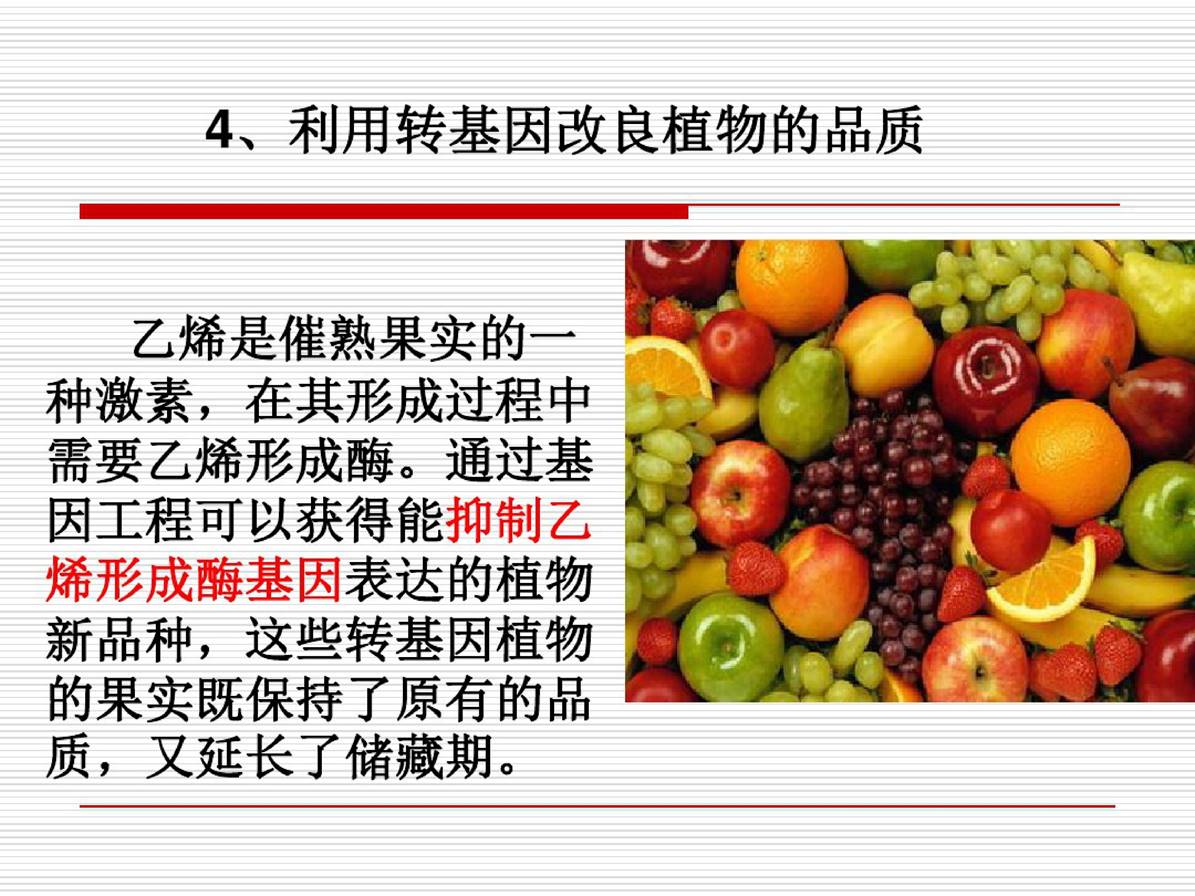 4、利用转基因改良植物的品质
乙烯是催熟果实的一
种激素，在其形成过程中
需要乙烯形成酶。通过基
因工程可以获得能抑制乙
烯形成酶基因表达的植物
新品种，这些转基因植物
的果实既保持了原有的品
质，又延长了储藏期。